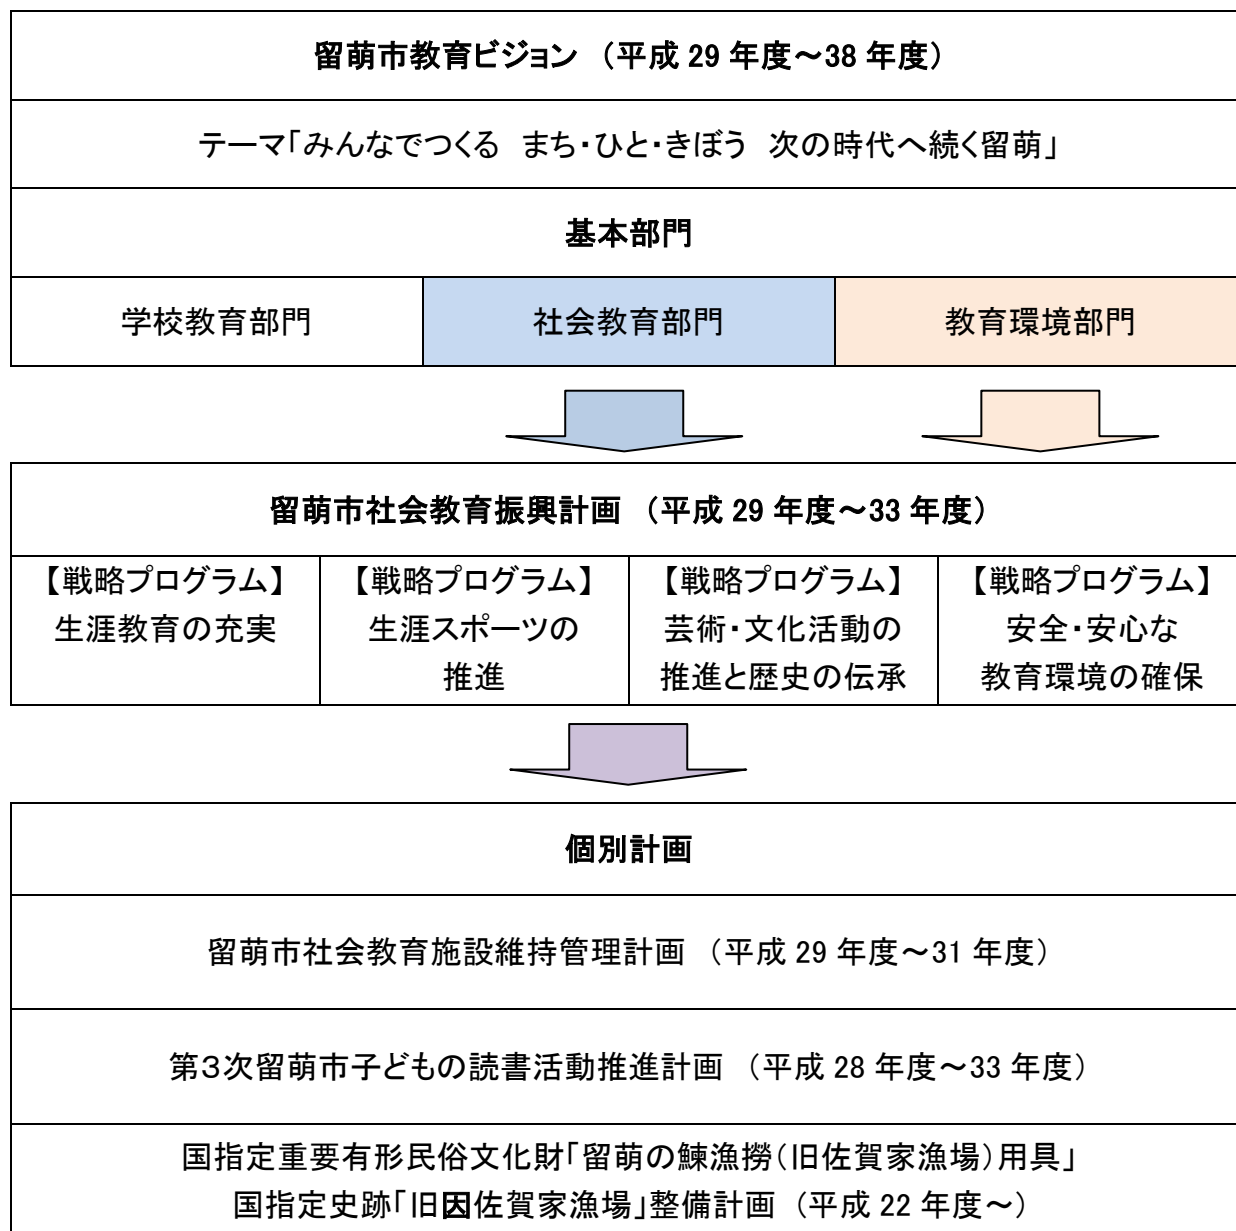 留萌市教育ビジョン （平成 29 年度～38 年度）
テーマ「みんなでつくる　まち・ひと・きぼう　次の時代へ続く留萌」
基本部門
学校教育部門
社会教育部門
教育環境部門
留萌市社会教育振興計画 （平成 29 年度～33 年度）
【戦略プログラム】
生涯教育の充実
【戦略プログラム】
生涯スポーツの
推進
【戦略プログラム】
芸術・文化活動の
推進と歴史の伝承
【戦略プログラム】
安全・安心な
教育環境の確保
個別計画
留萌市社会教育施設維持管理計画 （平成 29 年度～31 年度）
第３次留萌市子どもの読書活動推進計画 （平成 28 年度～33 年度）
国指定重要有形民俗文化財「留萌の鰊漁撈（旧佐賀家漁場）用具」
国指定史跡「旧因佐賀家漁場」整備計画 （平成 22 年度～）